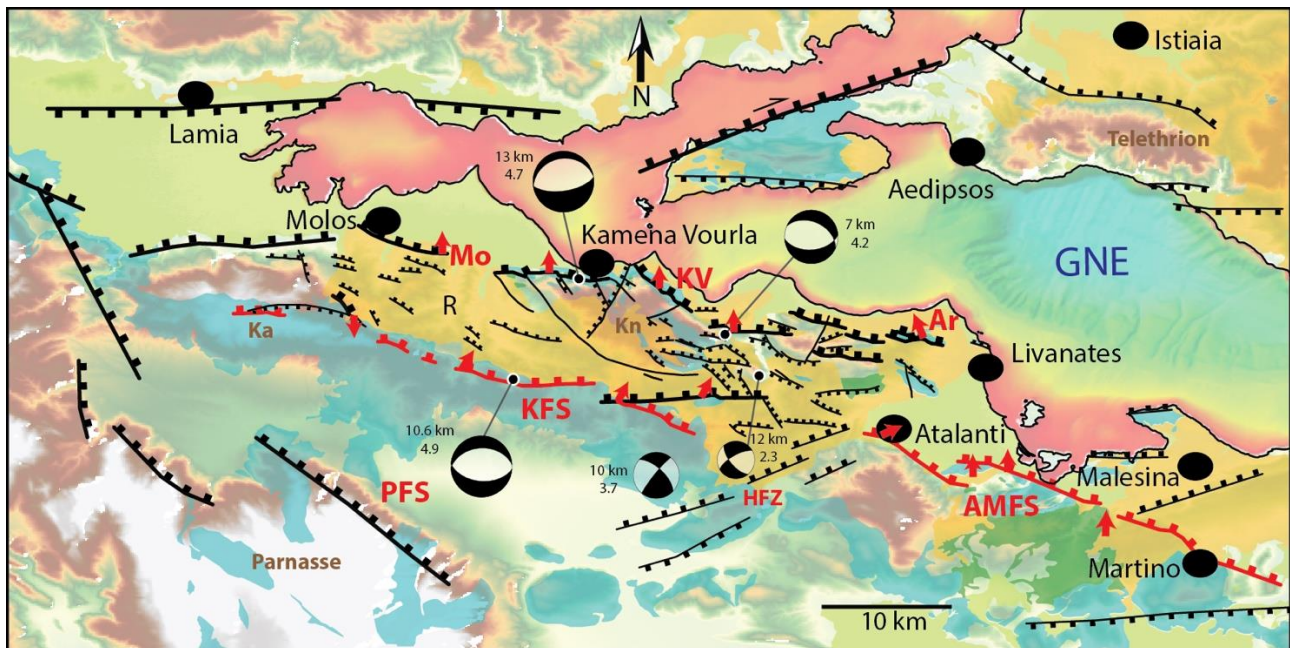 Istiaia
N
Lamia
Telethrion
13 km
4.7
Aedipsos
Molos
7 km
4.2
Kamena Vourla
Mo
KV
GNE
R
Kn
Ka
Ar
Livanates
KFS
10.6 km
4.9
12 km
2.3
Atalanti
10 km
3.7
PFS
HFZ
Malesina
AMFS
Parnasse
Martino
10 km